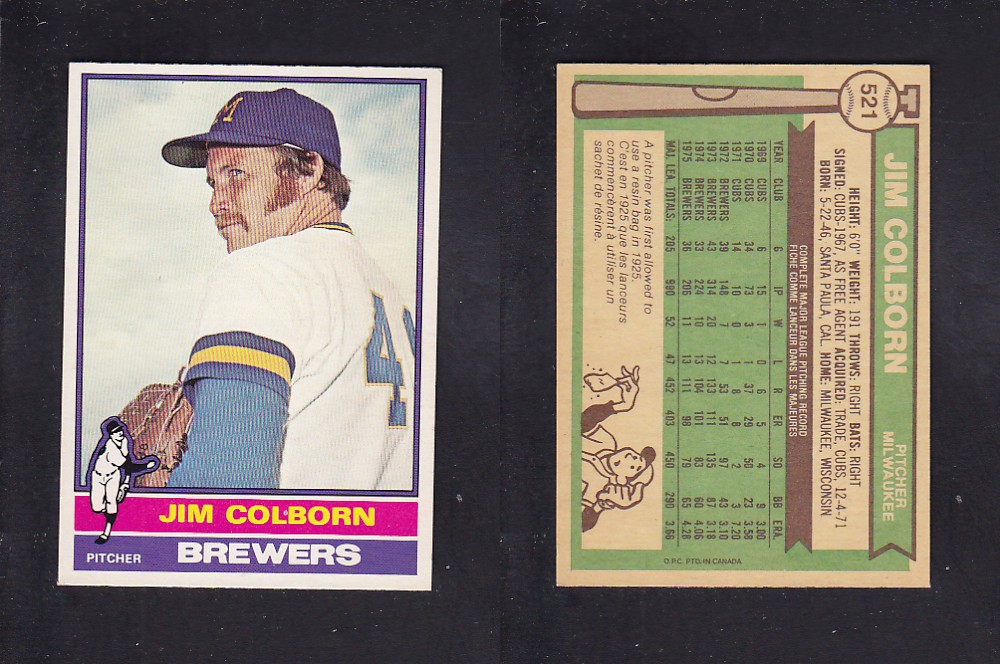 M
4
JIM COLBORN
PITCHER
BREWERS
521
JIM COLBORN
PITCHER
MILWAUKEE
HEIGHT: 6'0" WEIGHT: 191 THROWS: RIGHT BATS: RIGHT
SIGNED: CUBS-1967, AS FREE AGENT ACQUIRED: TRADE, CUBS, 12-4-71
BORN: 5-22-46, SANTA PAULA, CAL. HOME: MILWAUKEE, WISCONSIN
COMPLETE MAJOR LEAGUE PITCHING RECORD
FICHE COMME LANCEUR DANS LES MAJEURES
YEAR CLUB G IP W L R ER SO BB ERA.
1969 CUBS 6 15 1 0 6 5 4 9 3.00
1970 CUBS 34 73 3 1 37 29 50 23 3.58
1971 CUBS 14 10 0 1 8 8 2 3 7.20
1972 BREWERS 39 148 7 7 53 51 97 43 3.10
1973 BREWERS 43 314 20 12 133 111 135 87 3.18
1974 BREWERS 33 224 10 13 104 101 83 60 4.06
1975 BREWERS 36 206 11 13 111 98 79 65 4.28
MAJ. LEA. TOTALS: 205 990 52 47 452 403 450 290 3.66
A pitcher was first allowed to
use a resin bag in 1925.
C'est en 1925 que les lanceurs
commencèrent à utiliser un
sachet de résine.
O.P.C. PTD. IN CANADA